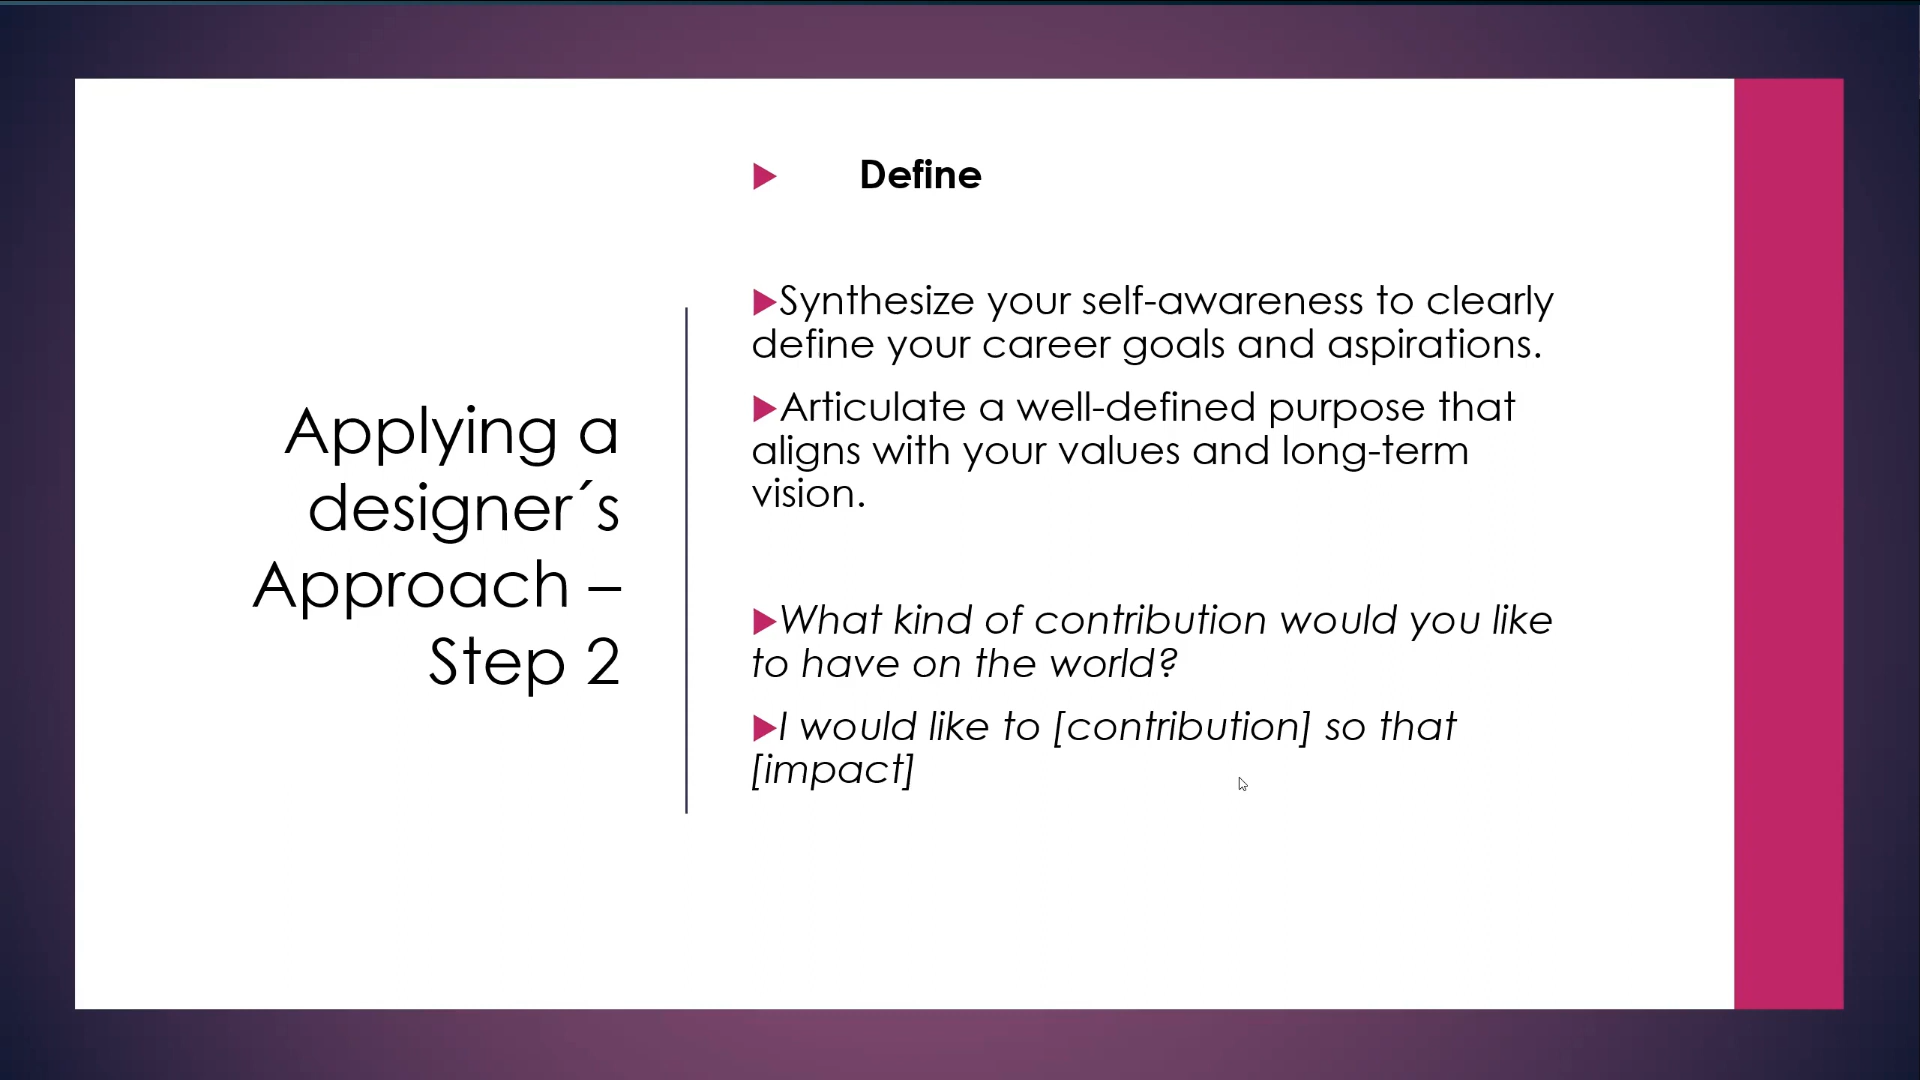 Applying a
designer´s
Approach –
Step 2
Define
Synthesize your self-awareness to clearly
define your career goals and aspirations.
Articulate a well-defined purpose that
aligns with your values and long-term
vision.
What kind of contribution would you like
to have on the world?
I would like to [contribution] so that
[impact]